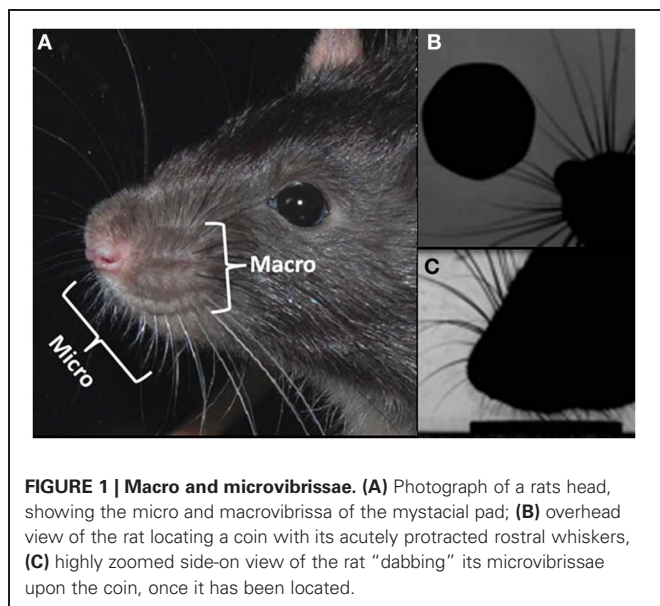 A
B
Macro
C
Micro
FIGURE 1 | Macro and microvibrissae. (A) Photograph of a rats head,
showing the micro and macrovibrissa of the mystacial pad; (B) overhead
view of the rat locating a coin with its acutely protracted rostral whiskers,
(C) highly zoomed side-on view of the rat “dabbing” its microvibrissae
upon the coin, once it has been located.